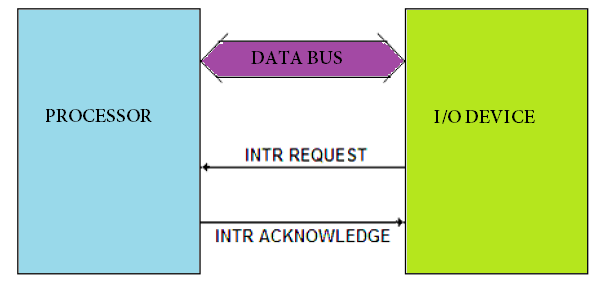 DATA BUS
PROCESSOR
I/O DEVICE
INTR REQUEST
INTR ACKNOWLEDGE